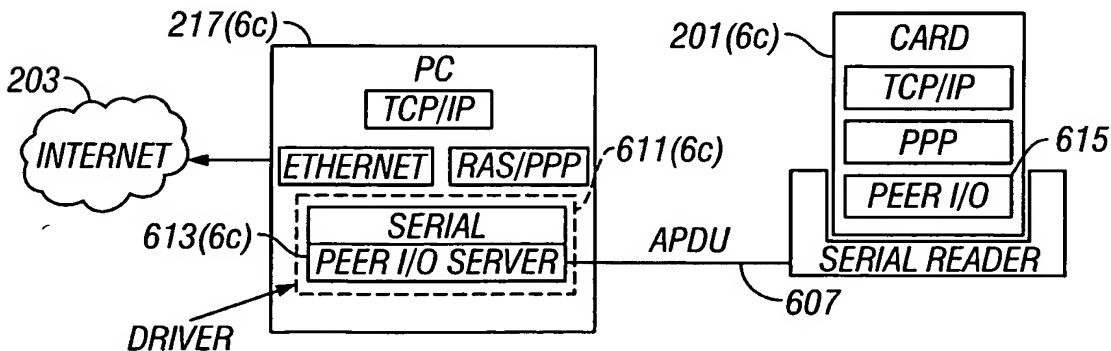 217(6c)
201(6c)
203
PC
CARD
TCP/IP
TCP/IP
INTERNET
ETHERNET
RAS/PPP
611(6c)
PPP
615
PEER I/O
SERIAL
613(6c)
PEER I/O SERVER
APDU
SERIAL READER
607
DRIVER